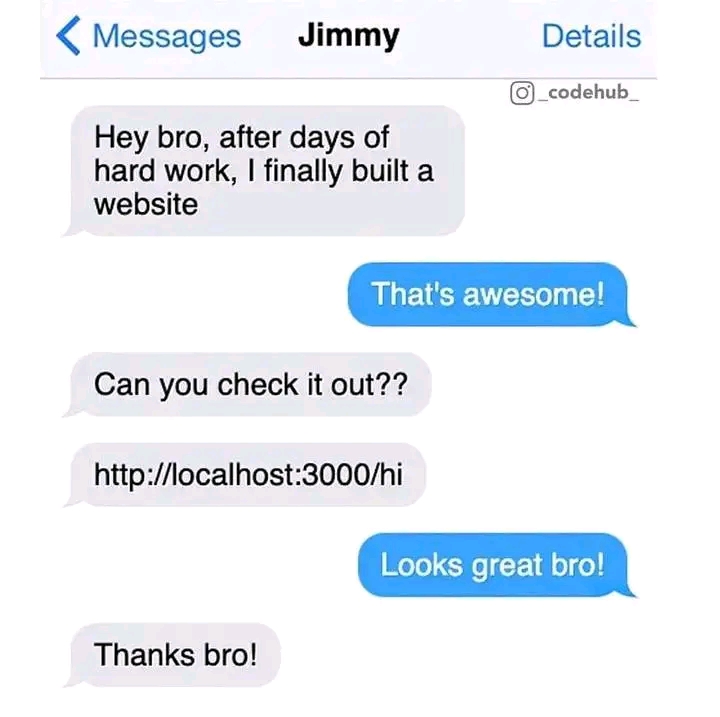 Messages Jimmy Details
_codehub_
Hey bro, after days of
hard work, I finally built a
website
That's awesome!
Can you check it out??
http://localhost:3000/hi
Looks great bro!
Thanks bro!